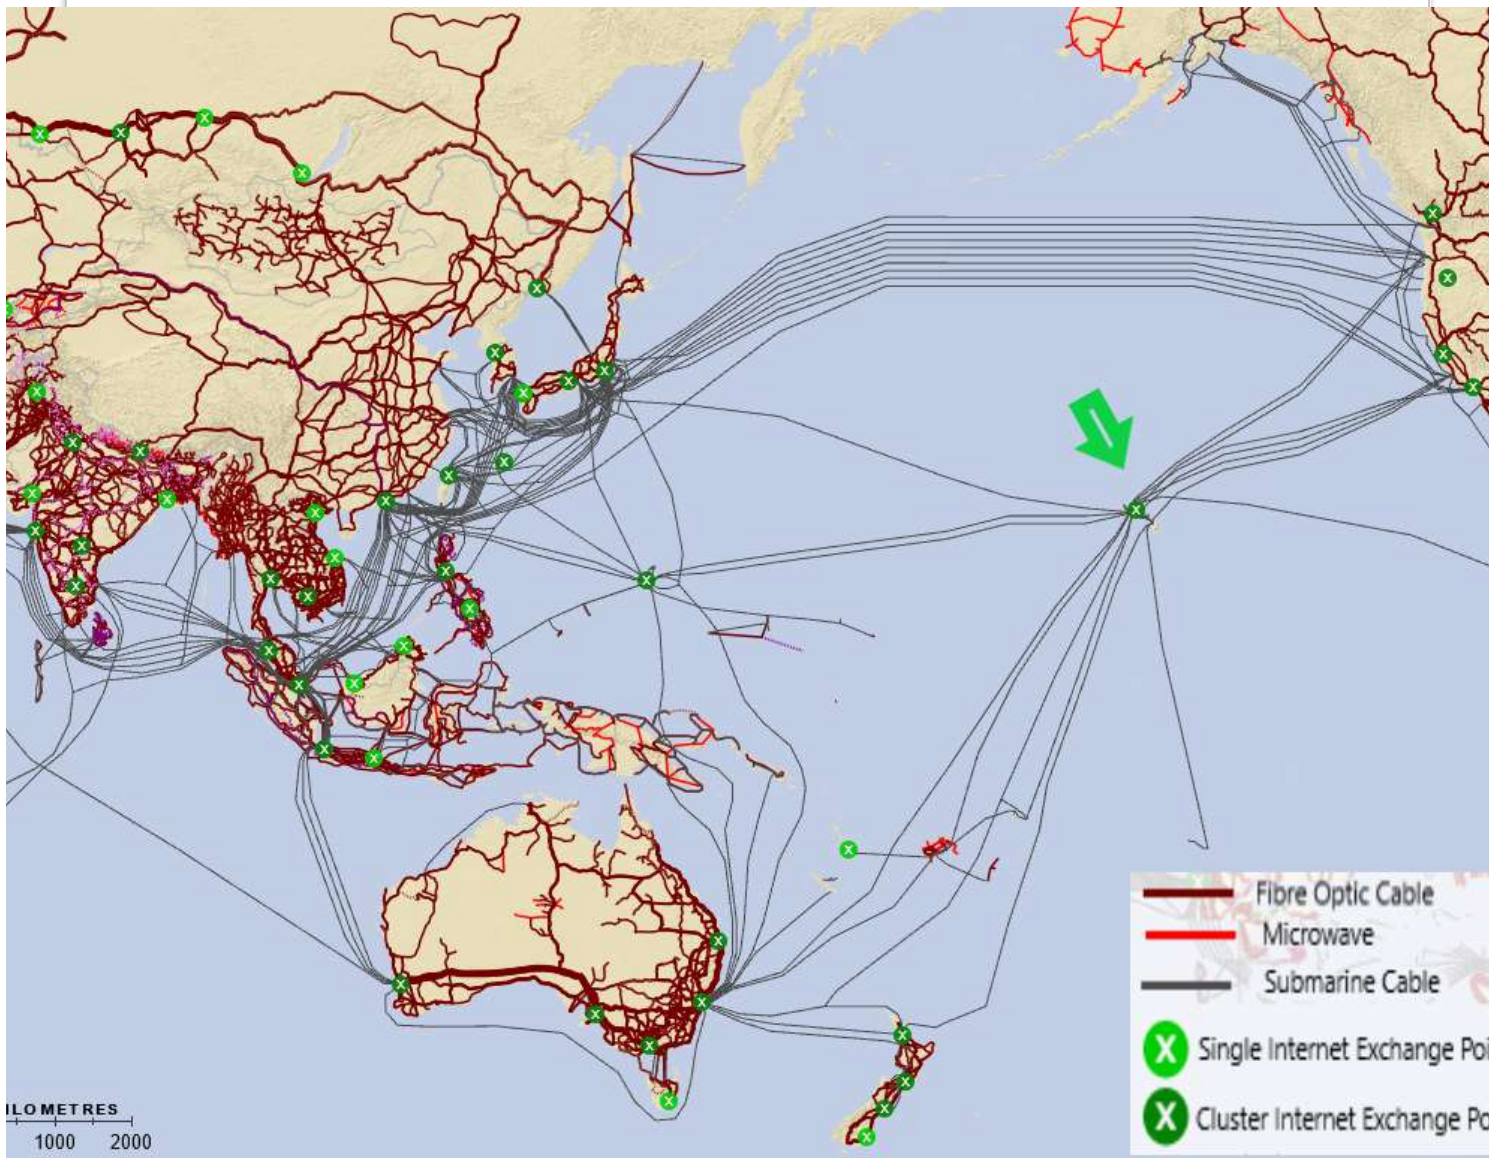 Fibre Optic Cable
Microwave
Submarine Cable
X Single Internet Exchange Poi
X Cluster Internet Exchange Po
ILOMETRES
1000 2000